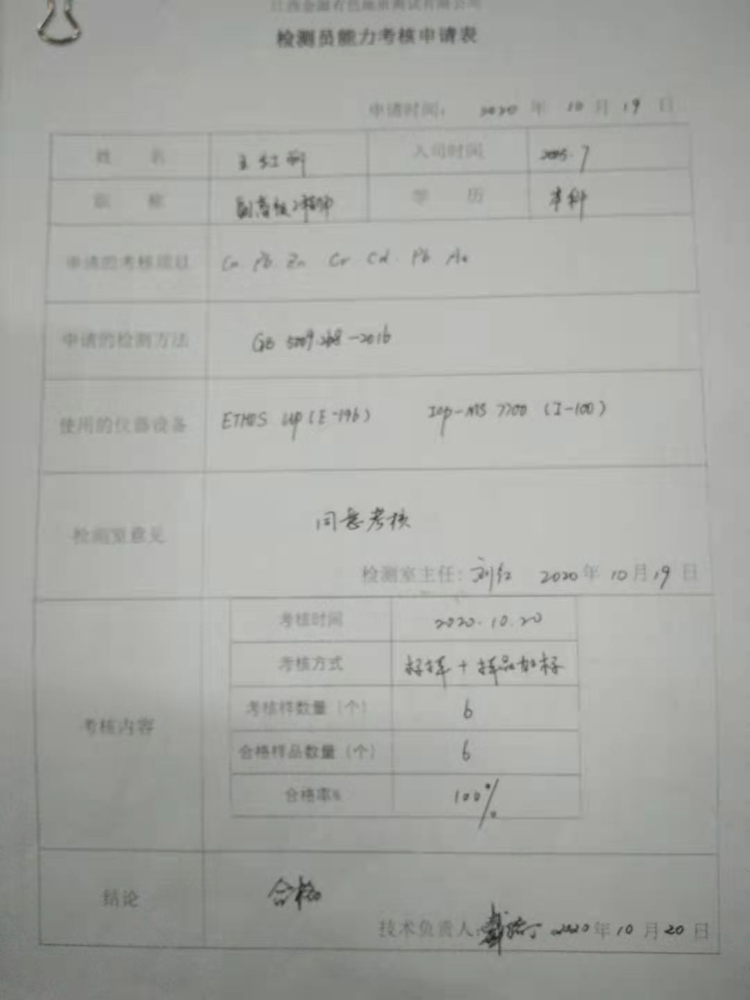 检测员能力考核申请表
申请时间： 2020 年 10 月 19 日
姓 名 红 入司时间 2005.7
职 称 副高级工程师 学 历 本科
申请的考核项目 Cu Pb Zn Cr Cd Pb
申请的检测方法 GB 5009.268-2016
使用的仪器设备 ETHOS up(E-196) Icp-MS 7700 (I-100)
检测室意见 同意考核
检测室主任: 刘红 2020年 10月19日
考核内容
考核时间 2020.10.20
考核方式 标样+样品加标
考核样数量（个） 6
合格样品数量（个） 6
合格率% 100%
结论 合格
技术负责人: 2020年10月20日